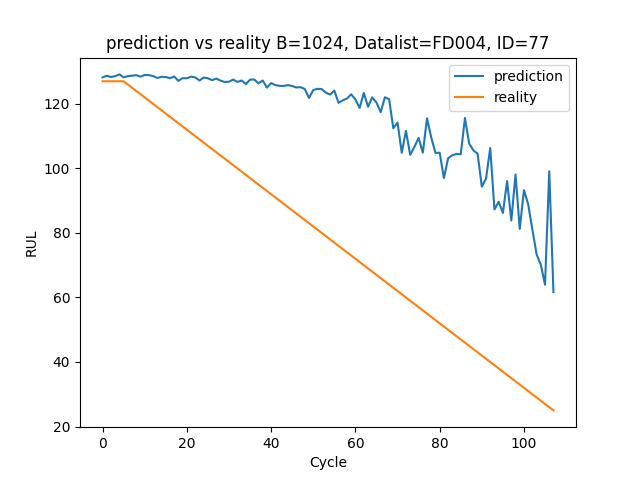 prediction vs reality B=1024, Datalist=FD004, ID=77
prediction
reality
120
100
80
60
40
20
RUL
0 20 40 60 80 100
Cycle